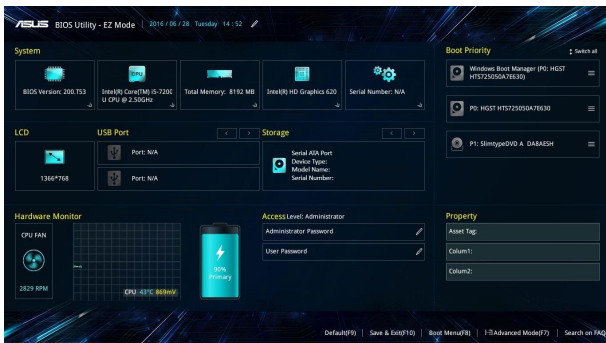 ASUS BIOS Utility - EZ Mode 2016 / 06 / 28 Tuesday 14 : 52
System
BIOS Version: 200.T53
CPU
Intel(R) Core(TM) i5-7200
U CPU @ 2.50GHz
Total Memory: 8192 MB
Intel(R) HD Graphics 620
Serial Number: N/A
Boot Priority
Switch all
Windows Boot Manager (P0: HGST
HTS725050A7E630)
P0: HGST HTS725050A7E630
P1: SlimtypeDVD A DA8AESH
LCD
1366*768
USB Port
Port: N/A
Port: N/A
Storage
Serial ATA Port
Device Type:
Model Name:
Serial Number:
Hardware Monitor
CPU FAN
2829 RPM
CPU 43°C 869mV
90%
Primary
Access Level: Administrator
Administrator Password
User Password
Property
Asset Tag:
Colum1:
Colum2:
Default(F9) | Save & Exit(F10) | Boot Menu(F8) | Advanced Mode(F7) | Search on FAQ